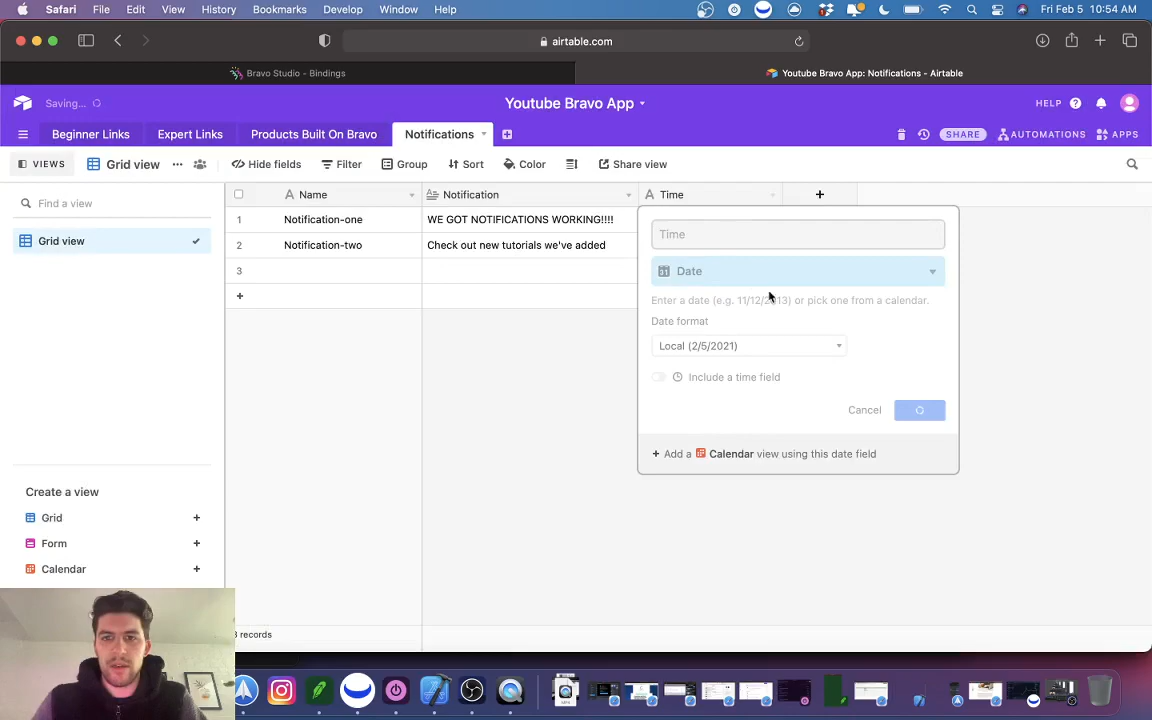 Safari File Edit View History Bookmarks Develop Window Help Fri Feb 5 10:54 AM
airtable.com
Bravo Studio - Bindings Youtube Bravo App: Notifications - Airtable
Saving... Youtube Bravo App HELP
Beginner Links Expert Links Products Built On Bravo Notifications SHARE AUTOMATIONS APPS
VIEWS Grid view Hide fields Filter Group Sort Color Share view
Find a view
Grid view
Create a view
Grid
Form
Calendar
Name Notification Time
1 Notification-one WE GOT NOTIFICATIONS WORKING!!!!
2 Notification-two Check out new tutorials we've added
3
records
Time
Date
Enter a date (e.g. 11/12/2013) or pick one from a calendar.
Date format
Local (2/5/2021)
Include a time field
Cancel
+ Add a Calendar view using this date field